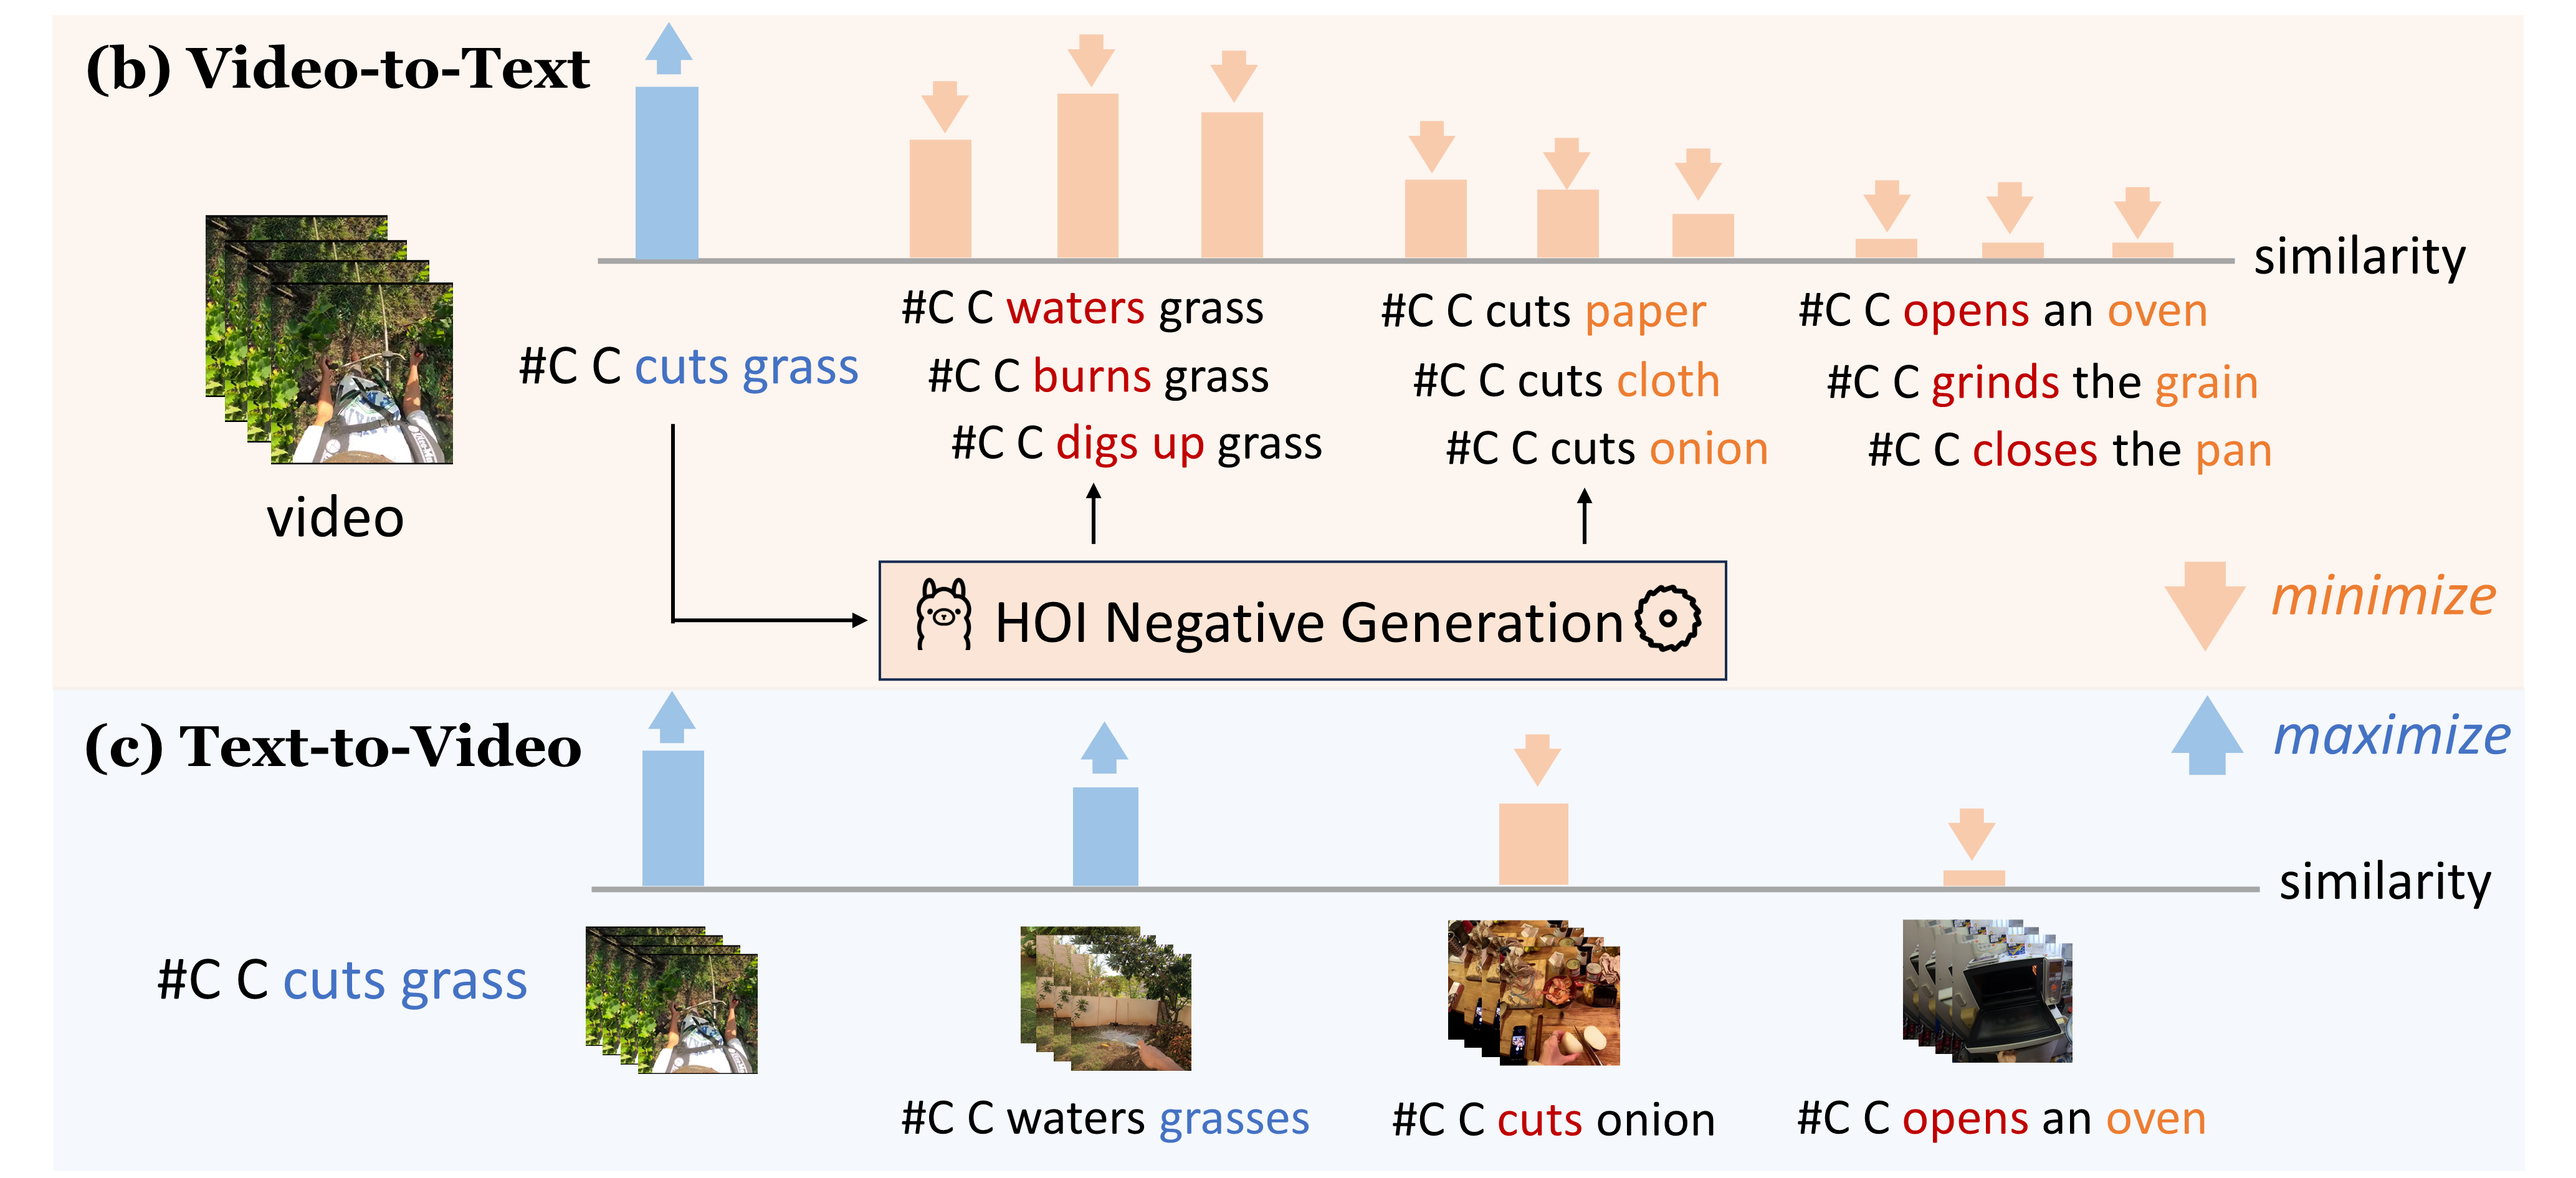 (b) Video-to-Text
similarity
#C C cuts grass
#C C waters grass
#C C burns grass
#C C digs up grass
#C C cuts paper
#C C cuts cloth
#C C cuts onion
#C C opens an oven
#C C grinds the grain
#C C closes the pan
video
HOI Negative Generation
minimize
maximize
(c) Text-to-Video
similarity
#C C cuts grass
#C C waters grasses
#C C cuts onion
#C C opens an oven